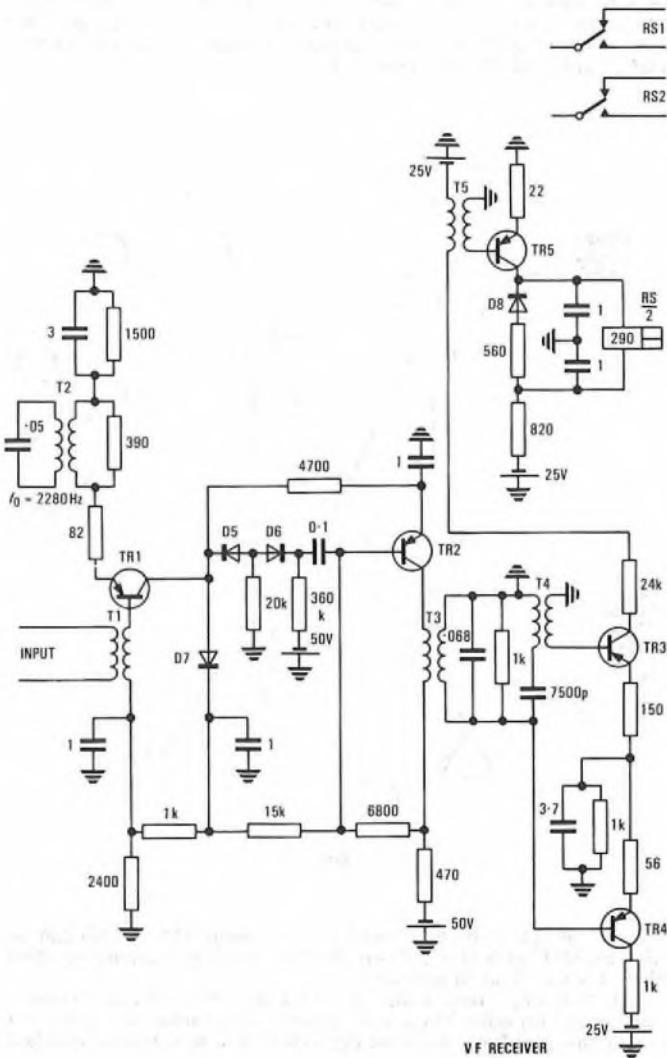 RS1
RS2
25V
T5
22
TR5
D8
1
RS
2
290
560
1
820
25V
3
1500
T2
·05
390
f0 = 2280Hz
82
TR1
T1
INPUT
4700
1
D5
D6
0·1
TR2
20k
360
k
50V
D7
T3
·068
1k
T4
24k
TR3
7500p
150
1
1
1k
15k
6800
3·7
1k
56
2400
470
50V
TR4
1k
25V
VF RECEIVER